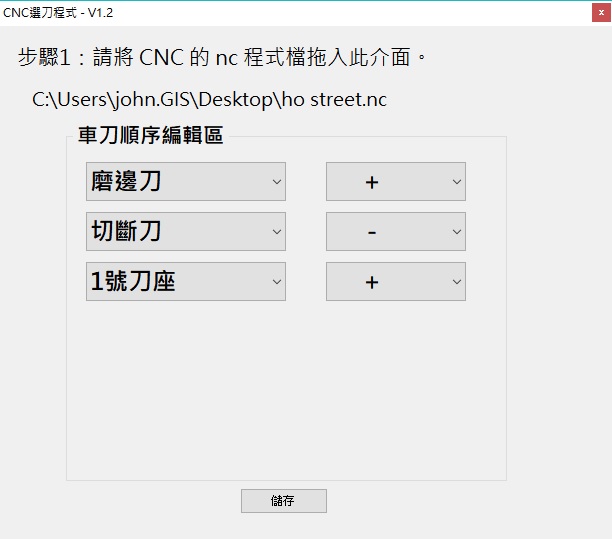 CNC選刀程式 - V1.2
步驟1：請將 CNC 的 nc 程式檔拖入此介面。
C:\Users\john.GIS\Desktop\ho street.nc
車刀順序編輯區
磨邊刀 +
切斷刀 -
1號刀座 +
儲存